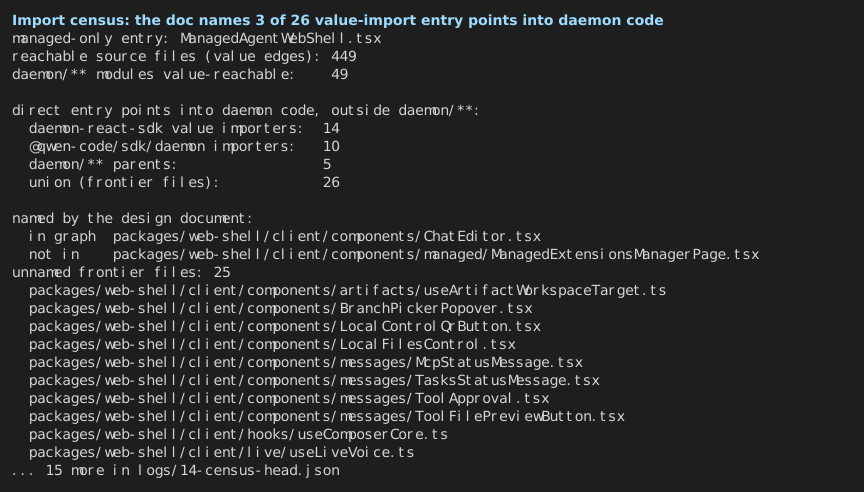 Import census: the doc names 3 of 26 value-import entry points into daemon code
managed-only entry: ManagedAgentWebShell.tsx
reachable source files (value edges): 449
daemon/** modules value-reachable: 49
direct entry points into daemon code, outside daemon/**:
daemon-react-sdk value importers: 14
@qwen-code/sdk/daemon importers: 10
daemon/** parents: 5
union (frontier files): 26
named by the design document:
in graph packages/web-shell/client/components/ChatEditor.tsx
not in packages/web-shell/client/components/managed/ManagedExtensionsManagerPage.tsx
unnamed frontier files: 25
packages/web-shell/client/components/artifacts/useArtifactWorkspaceTarget.ts
packages/web-shell/client/components/BranchPickerPopover.tsx
packages/web-shell/client/components/LocalControlQrButton.tsx
packages/web-shell/client/components/LocalFilesControl.tsx
packages/web-shell/client/components/messages/McpStatusMessage.tsx
packages/web-shell/client/components/messages/TasksStatusMessage.tsx
packages/web-shell/client/components/messages/ToolApproval.tsx
packages/web-shell/client/components/messages/ToolFilePreviewButton.tsx
packages/web-shell/client/hooks/useComposerCore.ts
packages/web-shell/client/live/useLiveVoice.ts
... 15 more in logs/14-census-head.json